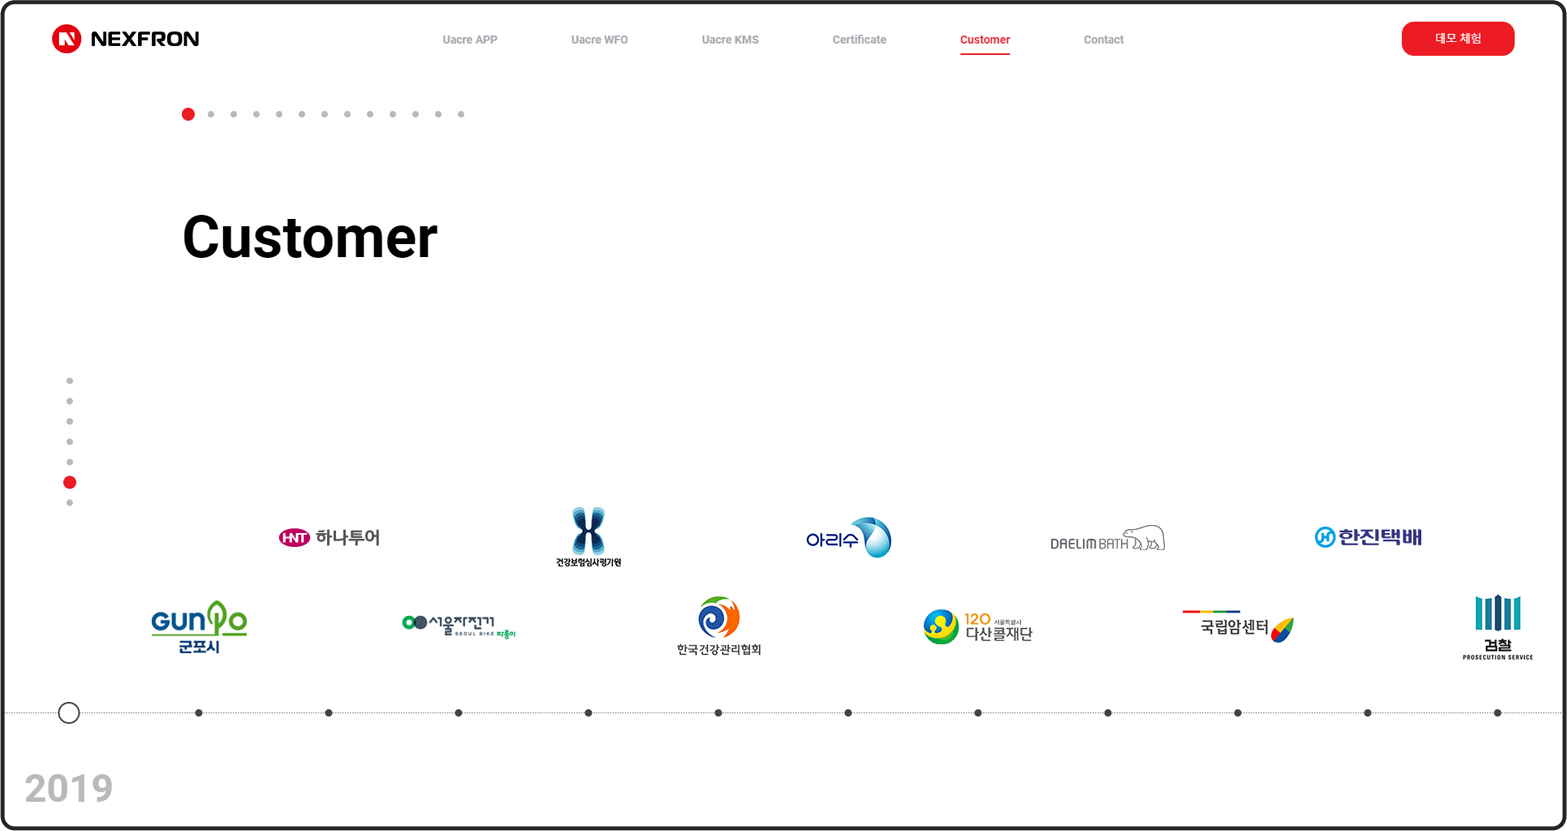 NEXFRON
Uacre APP
Uacre WFO
Uacre KMS
Certificate
Customer
Contact
데모 체험
Customer
HNT 하나투어
건강보험심사평가원
아리수
DAELIM BATH
한진택배
GUNPO
군포시
서울자전기
SEOUL BIKE 따릉이
한국건강관리협회
120 서울특별시
다산콜재단
국립암센터
검찰
PROSECUTION SERVICE
2019